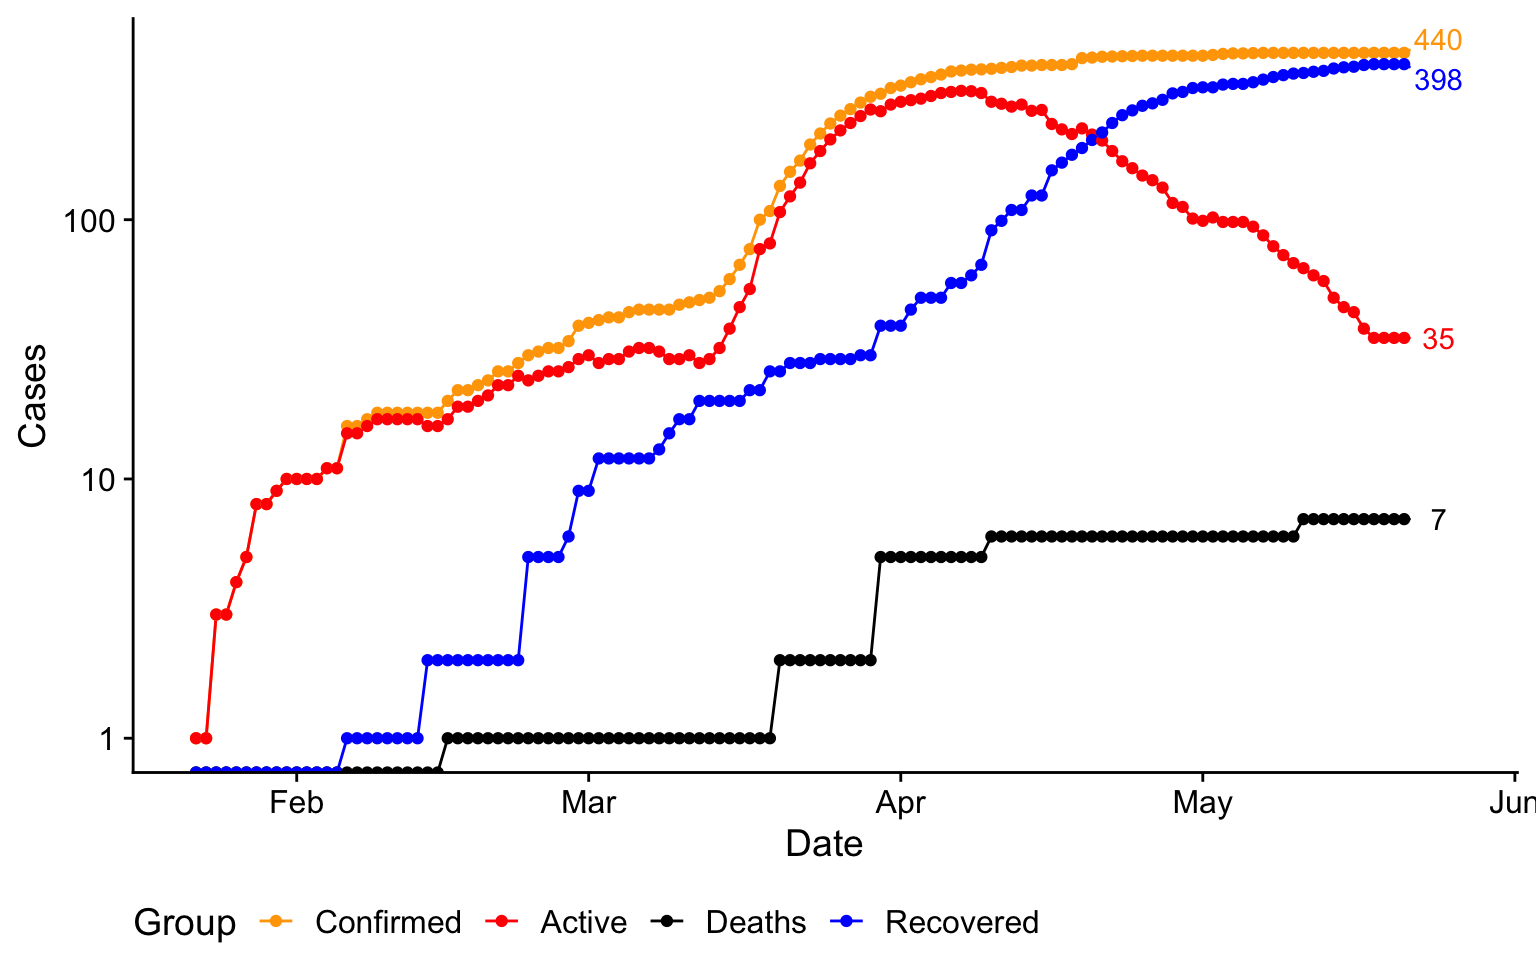 440
398
100
35
Cases
10
7
1
Feb Mar Apr May Jun
Date
Group Confirmed Active Deaths Recovered